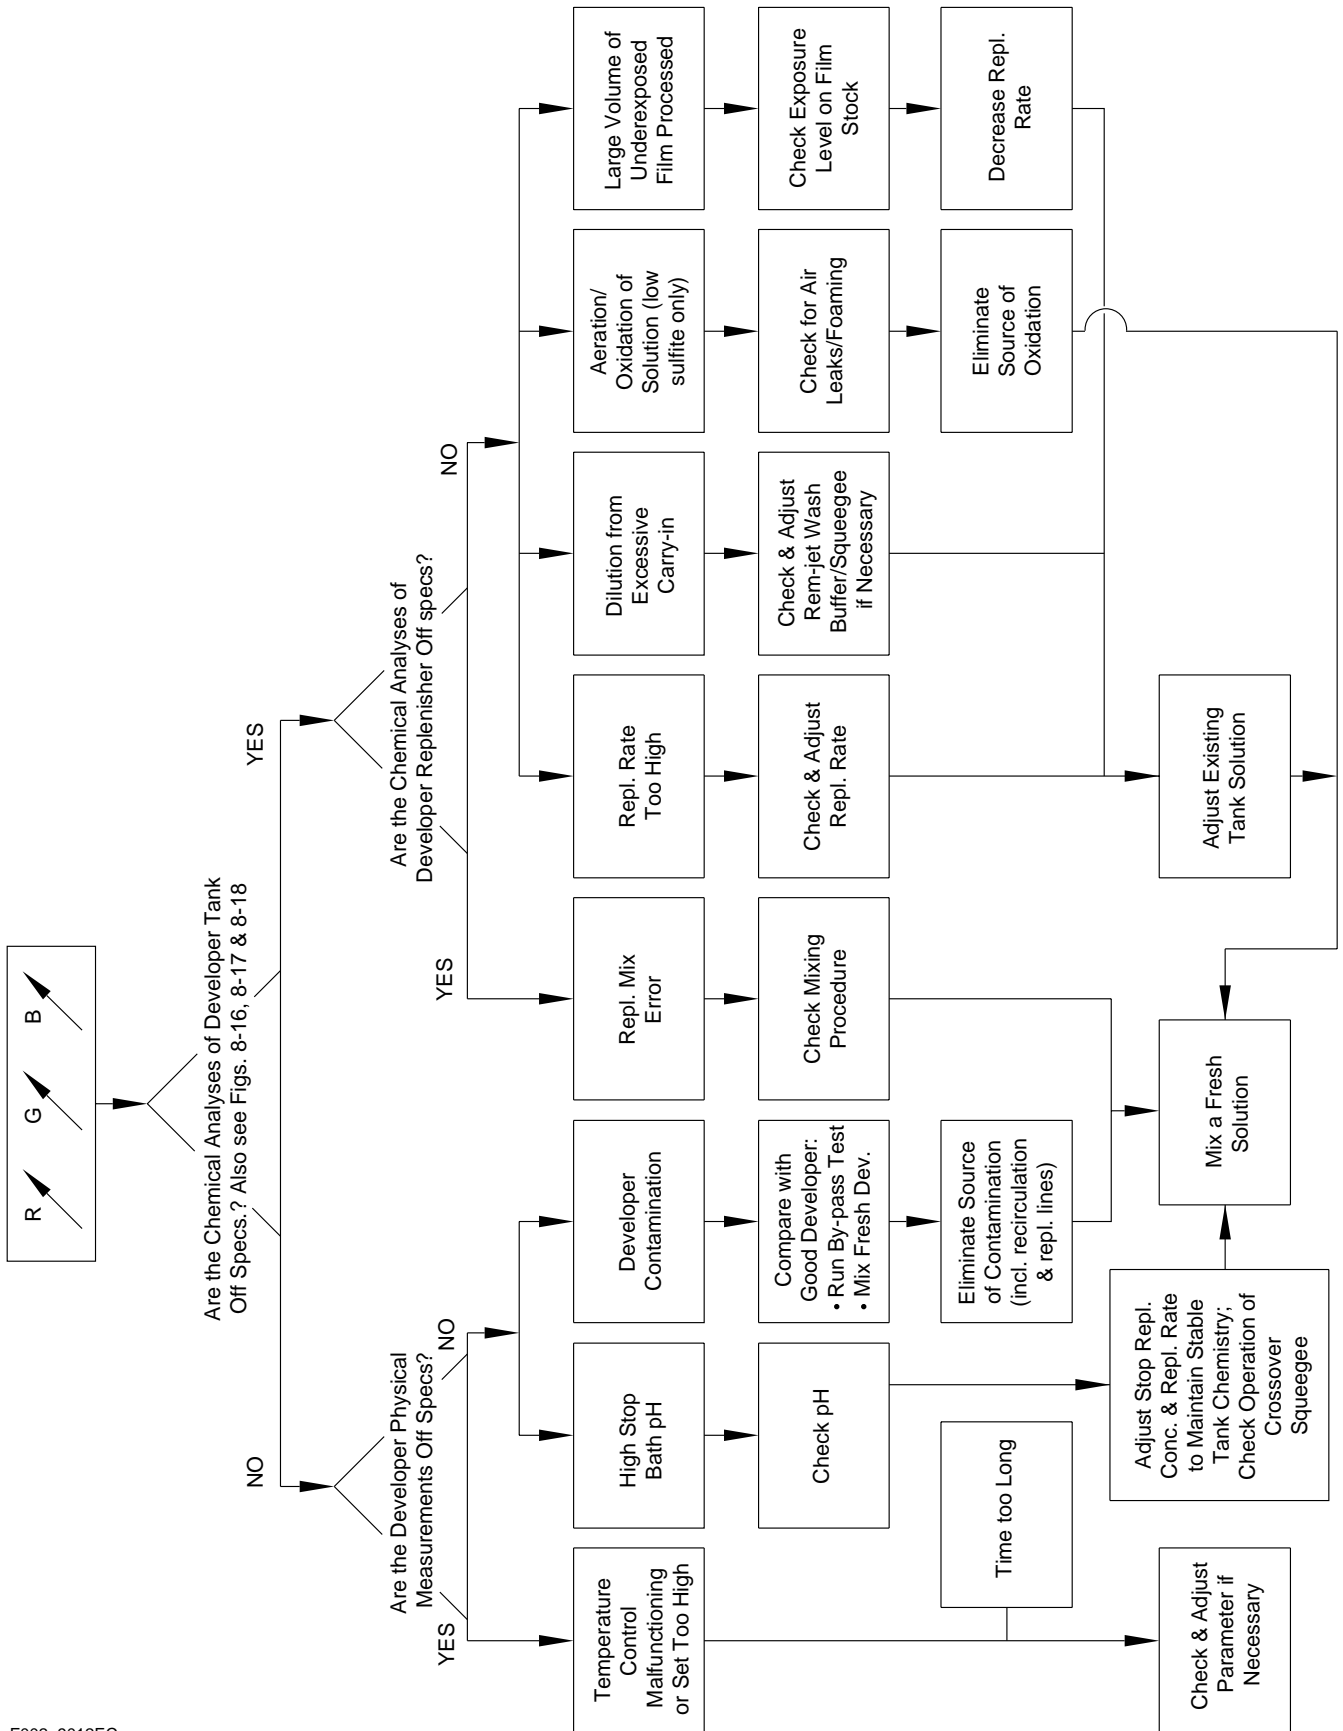 R
G
B
Are the Chemical Analyses of Developer Tank
Off Specs.? Also see Figs. 8-16, 8-17 & 8-18
NO
YES
Are the Developer Physical
Measurements Off Specs?
YES
NO
Are the Chemical Analyses of
Developer Replenisher Off specs?
YES
NO
Temperature
Control
Malfunctioning
or Set Too High
High Stop
Bath pH
Developer
Contamination
Repl. Mix
Error
Repl. Rate
Too High
Dilution from
Excessive
Carry-in
Aeration/
Oxidation of
Solution (low
sulfite only)
Large Volume of
Underexposed
Film Processed
Check pH
Compare with
Good Developer:
• Run By-pass Test
• Mix Fresh Dev.
Check Mixing
Procedure
Check & Adjust
Repl. Rate
Check & Adjust
Rem-jet Wash
Buffer/Squeegee
if Necessary
Check for Air
Leaks/Foaming
Check Exposure
Level on Film
Stock
Time too Long
Eliminate Source
of Contamination
(incl. recirculation
& repl. lines)
Eliminate
Source of
Oxidation
Decrease Repl.
Rate
Check & Adjust
Parameter if
Necessary
Adjust Stop Repl.
Conc. & Repl. Rate
to Maintain Stable
Tank Chemistry;
Check Operation of
Crossover
Squeegee
Mix a Fresh
Solution
Adjust Existing
Tank Solution